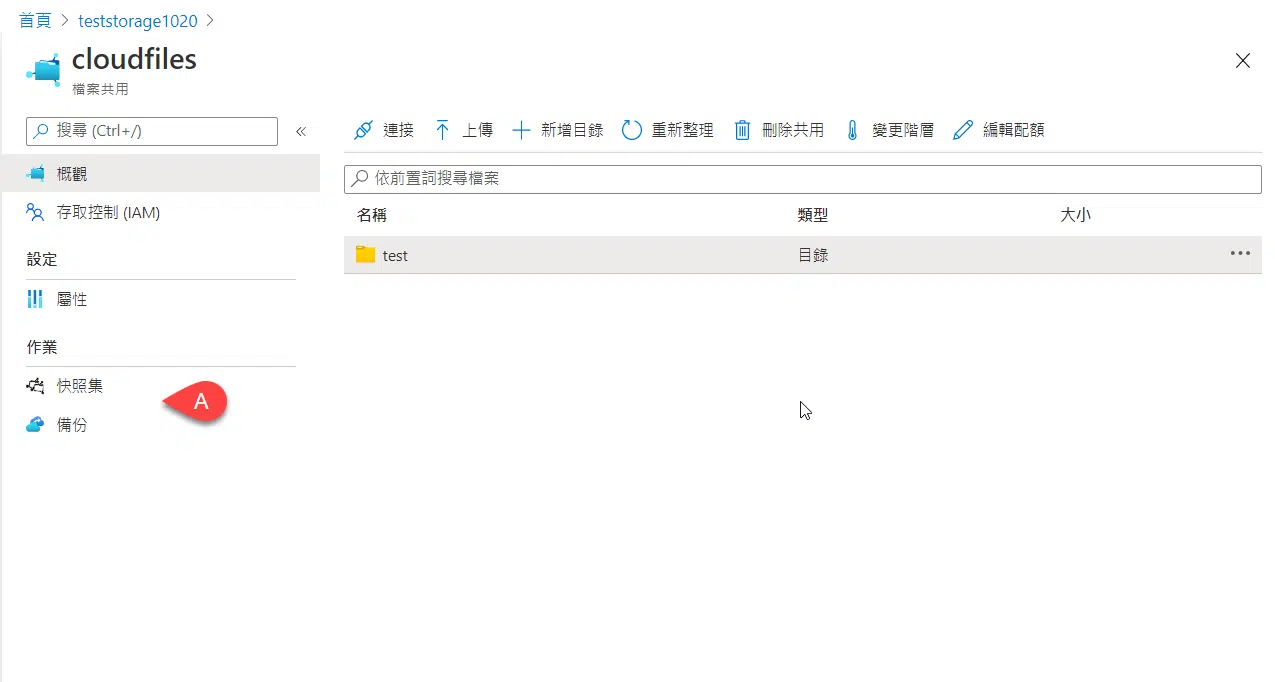 首頁 > teststorage1020 >
cloudfiles
檔案共用
搜尋 (Ctrl+/)
«
連接 上傳 新增目錄 重新整理 刪除共用 變更階層 編輯配額
概觀
依前置詞搜尋檔案
存取控制 (IAM)
名稱 類型 大小
設定
test 目錄 •••
屬性
作業
快照集
A
備份